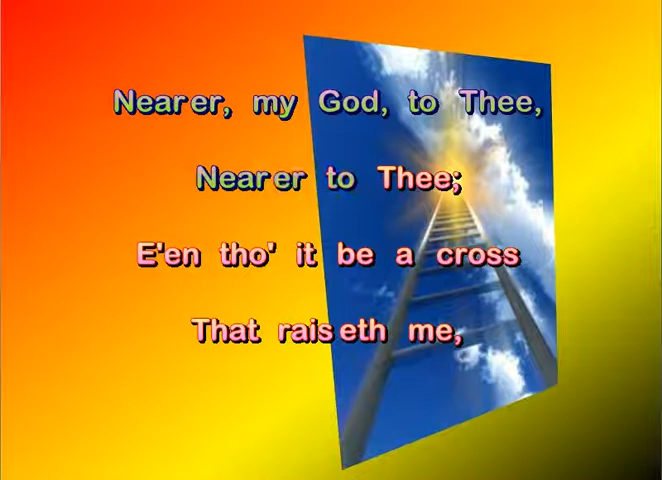 Nearer, my God, to Thee,
Nearer to Thee;
E'en tho' it be a cross
That raiseth me,